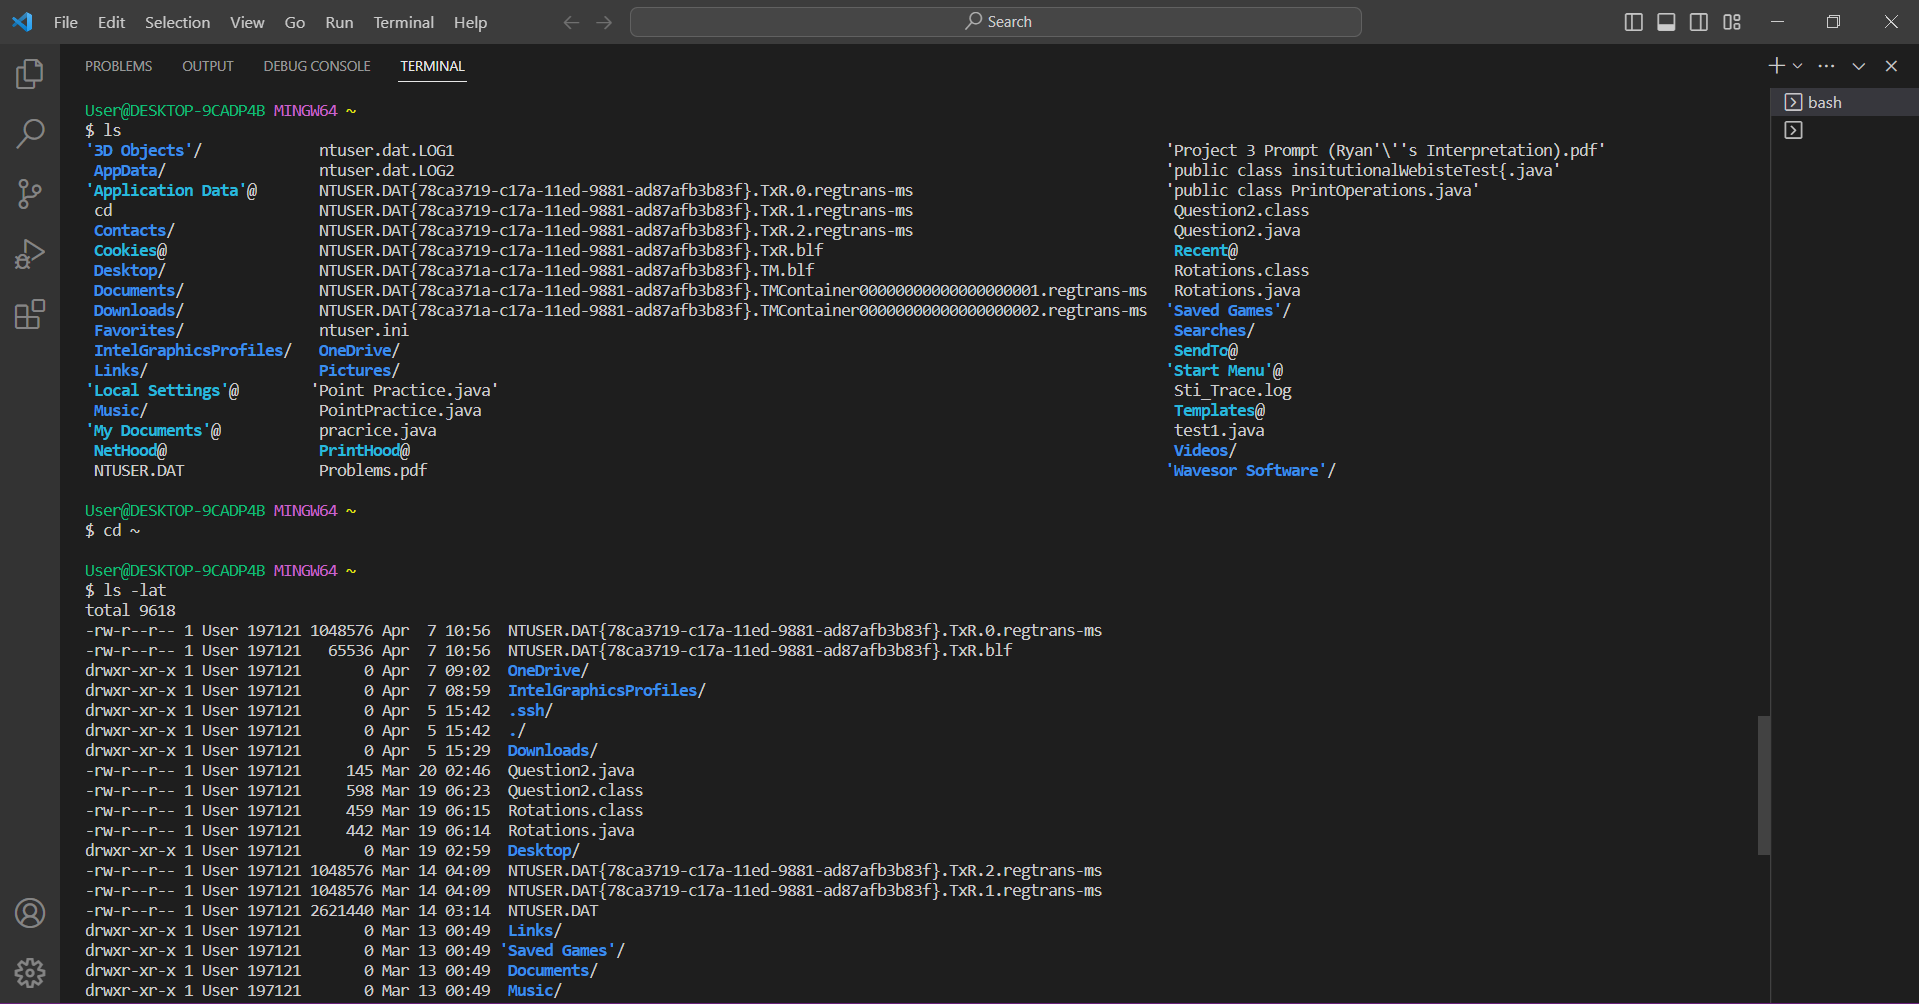 File Edit Selection View Go Run Terminal Help Search
PROBLEMS OUTPUT DEBUG CONSOLE TERMINAL
bash
User@DESKTOP-9CADP4B MINGW64 ~
$ ls
'3D Objects'/ ntuser.dat.LOG1 'Project 3 Prompt (Ryan'\''s Interpretation).pdf'
AppData/ ntuser.dat.LOG2 'public class insitutionalWebisteTest{.java'
'Application Data'@ NTUSER.DAT{78ca3719-c17a-11ed-9881-ad87afb3b83f}.TxR.0.regtrans-ms 'public class PrintOperations.java'
cd NTUSER.DAT{78ca3719-c17a-11ed-9881-ad87afb3b83f}.TxR.1.regtrans-ms Question2.class
Contacts/ NTUSER.DAT{78ca3719-c17a-11ed-9881-ad87afb3b83f}.TxR.2.regtrans-ms Question2.java
Cookies@ NTUSER.DAT{78ca3719-c17a-11ed-9881-ad87afb3b83f}.TxR.blf Recent@
Desktop/ NTUSER.DAT{78ca371a-c17a-11ed-9881-ad87afb3b83f}.TM.blf Rotations.class
Documents/ NTUSER.DAT{78ca371a-c17a-11ed-9881-ad87afb3b83f}.TMContainer00000000000000000001.regtrans-ms Rotations.java
Downloads/ NTUSER.DAT{78ca371a-c17a-11ed-9881-ad87afb3b83f}.TMContainer00000000000000000002.regtrans-ms 'Saved Games'/
Favorites/ ntuser.ini Searches/
IntelGraphicsProfiles/ OneDrive/ SendTo@
Links/ Pictures/ 'Start Menu'@
'Local Settings'@ 'Point Practice.java' Sti_Trace.log
Music/ PointPractice.java Templates@
'My Documents'@ pracrice.java test1.java
NetHood@ PrintHood@ Videos/
NTUSER.DAT Problems.pdf 'Wavesor Software'/
User@DESKTOP-9CADP4B MINGW64 ~
$ cd ~
User@DESKTOP-9CADP4B MINGW64 ~
$ ls -lat
total 9618
-rw-r--r-- 1 User 197121 1048576 Apr 7 10:56 NTUSER.DAT{78ca3719-c17a-11ed-9881-ad87afb3b83f}.TxR.0.regtrans-ms
-rw-r--r-- 1 User 197121 65536 Apr 7 10:56 NTUSER.DAT{78ca3719-c17a-11ed-9881-ad87afb3b83f}.TxR.blf
drwxr-xr-x 1 User 197121 0 Apr 7 09:02 OneDrive/
drwxr-xr-x 1 User 197121 0 Apr 7 08:59 IntelGraphicsProfiles/
drwxr-xr-x 1 User 197121 0 Apr 5 15:42 .ssh/
drwxr-xr-x 1 User 197121 0 Apr 5 15:42 ./
drwxr-xr-x 1 User 197121 0 Apr 5 15:29 Downloads/
-rw-r--r-- 1 User 197121 145 Mar 20 02:46 Question2.java
-rw-r--r-- 1 User 197121 598 Mar 19 06:23 Question2.class
-rw-r--r-- 1 User 197121 459 Mar 19 06:15 Rotations.class
-rw-r--r-- 1 User 197121 442 Mar 19 06:14 Rotations.java
drwxr-xr-x 1 User 197121 0 Mar 19 02:59 Desktop/
-rw-r--r-- 1 User 197121 1048576 Mar 14 04:09 NTUSER.DAT{78ca3719-c17a-11ed-9881-ad87afb3b83f}.TxR.2.regtrans-ms
-rw-r--r-- 1 User 197121 1048576 Mar 14 04:09 NTUSER.DAT{78ca3719-c17a-11ed-9881-ad87afb3b83f}.TxR.1.regtrans-ms
-rw-r--r-- 1 User 197121 2621440 Mar 14 03:14 NTUSER.DAT
drwxr-xr-x 1 User 197121 0 Mar 13 00:49 Links/
drwxr-xr-x 1 User 197121 0 Mar 13 00:49 'Saved Games'/
drwxr-xr-x 1 User 197121 0 Mar 13 00:49 Documents/
drwxr-xr-x 1 User 197121 0 Mar 13 00:49 Music/